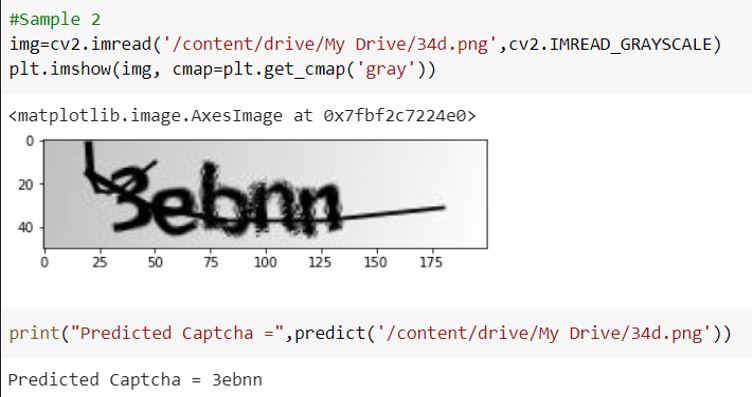 #Sample 2
img=cv2.imread('/content/drive/My Drive/34d.png',cv2.IMREAD_GRAYSCALE)
plt.imshow(img, cmap=plt.get_cmap('gray'))
<matplotlib.image.AxesImage at 0x7fbf2c7224e0>
0
20
40
3ebnn
0 25 50 75 100 125 150 175
print("Predicted Captcha =",predict('/content/drive/My Drive/34d.png'))
Predicted Captcha = 3ebnn